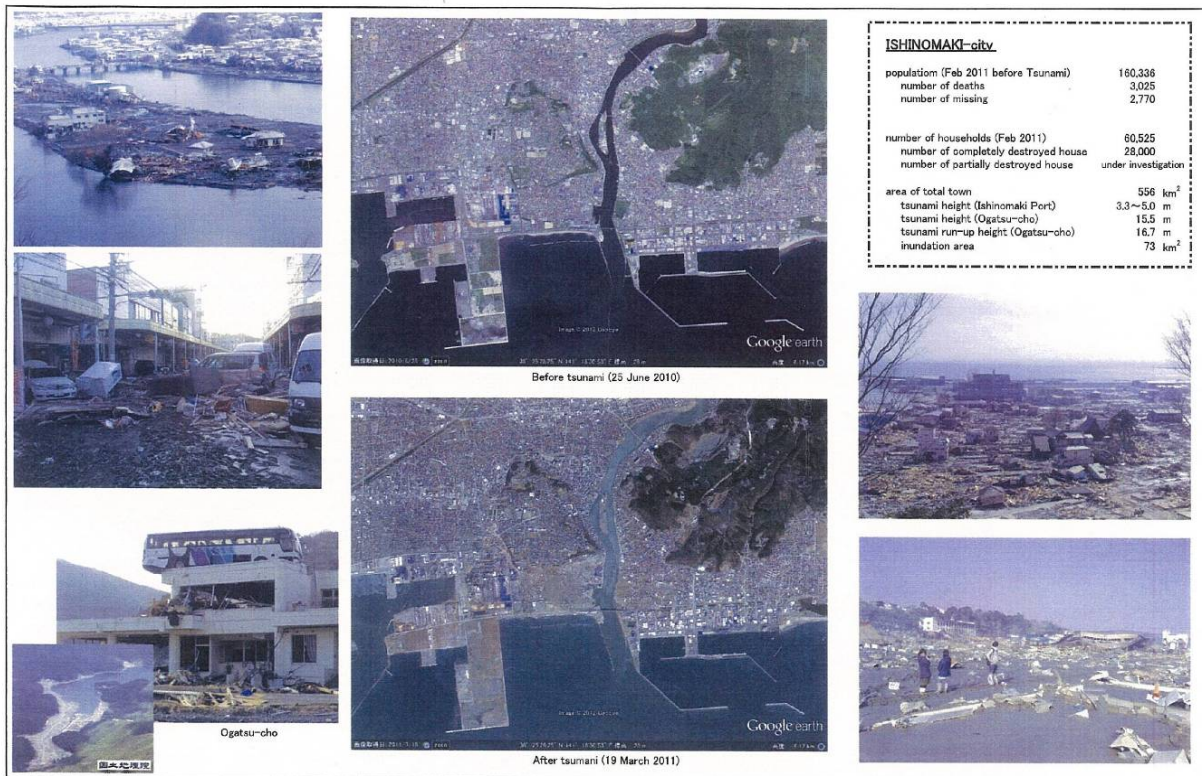 ISHINOMAKI-city
populatiom (Feb 2011 before Tsunami) 160,336
number of deaths 3,025
number of missing 2,770
number of households (Feb 2011) 60,525
number of completely destroyed house 28,000
number of partially destroyed house under investigation
area of total town 556 km²
tsunami height (Ishinomaki Port) 3.3～5.0 m
tsunami height (Ogatsu-cho) 15.5 m
tsunami run-up height (Ogatsu-cho) 16.7 m
inundation area 73 km²
Google earth
Before tsunami (25 June 2010)
Google earth
After tsumani (19 March 2011)
Ogatsu-cho
国土地理院